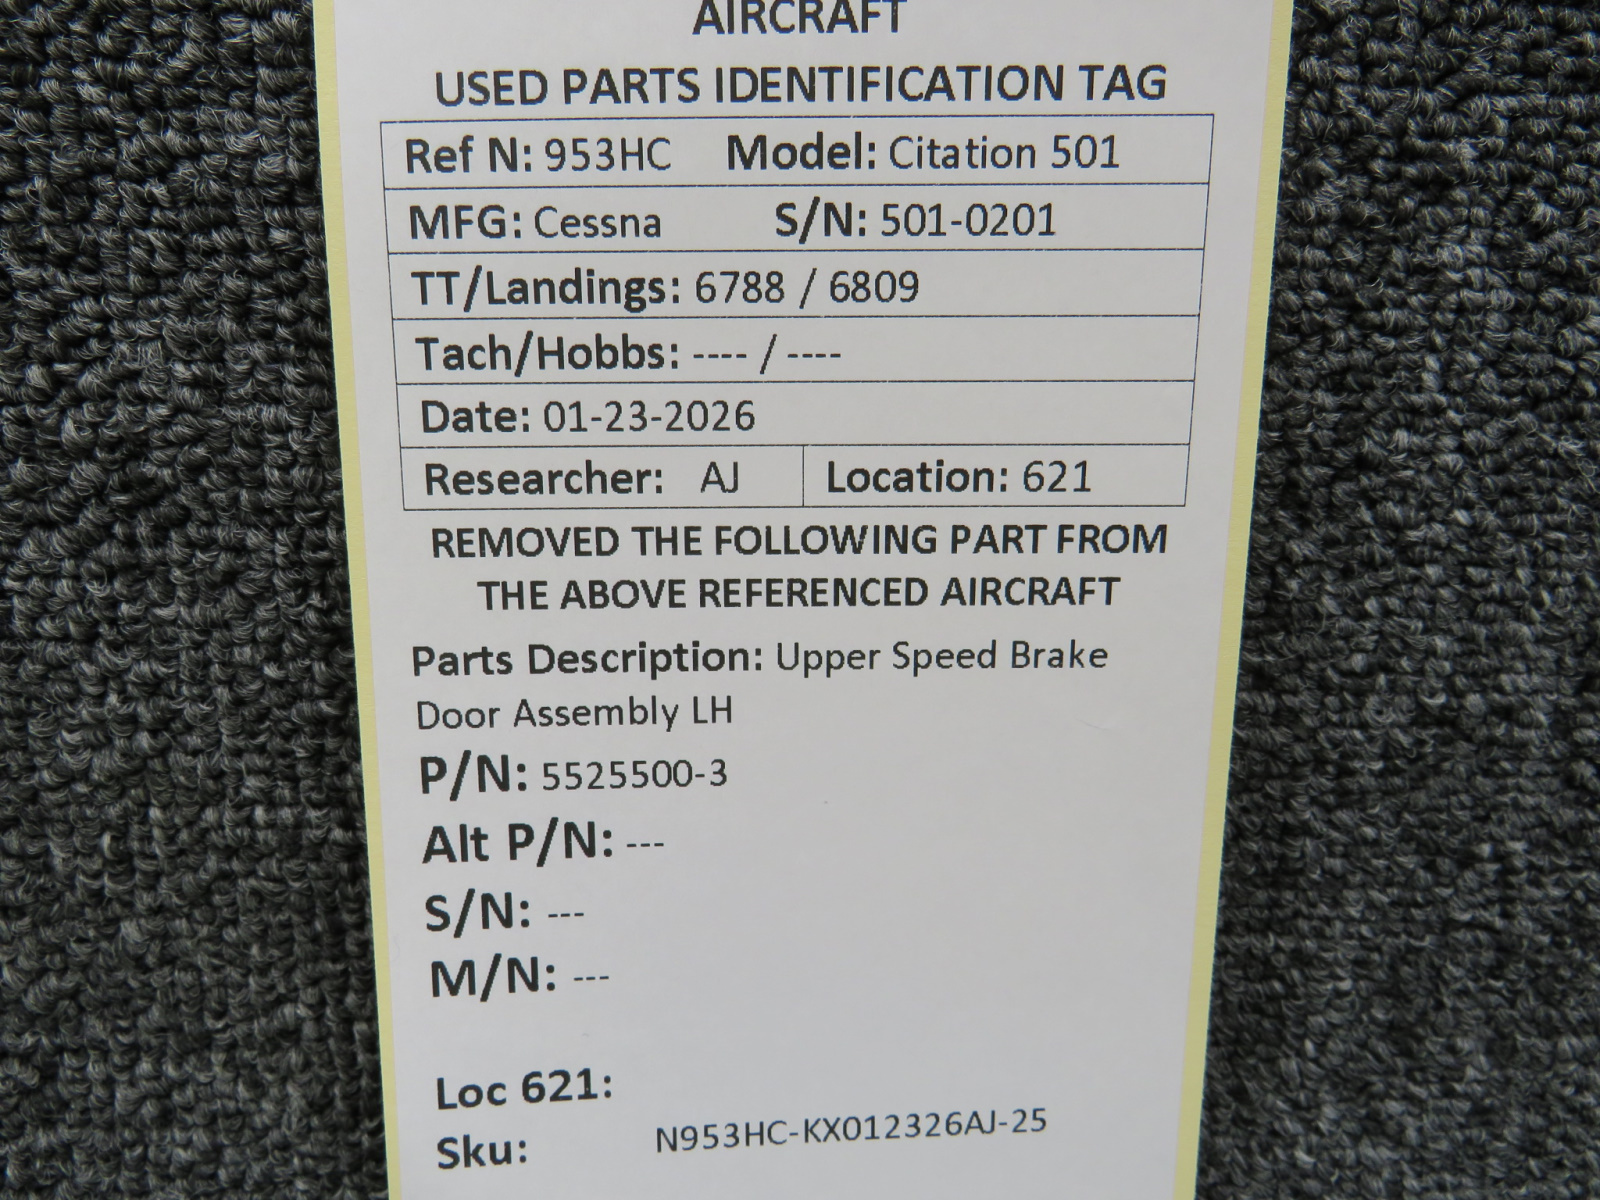 AIRCRAFT
USED PARTS IDENTIFICATION TAG
Ref N: 953HC Model: Citation 501
MFG: Cessna S/N: 501-0201
TT/Landings: 6788 / 6809
Tach/Hobbs: ---- / ----
Date: 01-23-2026
Researcher: AJ Location: 621
REMOVED THE FOLLOWING PART FROM
THE ABOVE REFERENCED AIRCRAFT
Parts Description: Upper Speed Brake
Door Assembly LH
P/N: 5525500-3
Alt P/N: ---
S/N: ---
M/N: ---
Loc 621:
Sku: N953HC-KX012326AJ-25